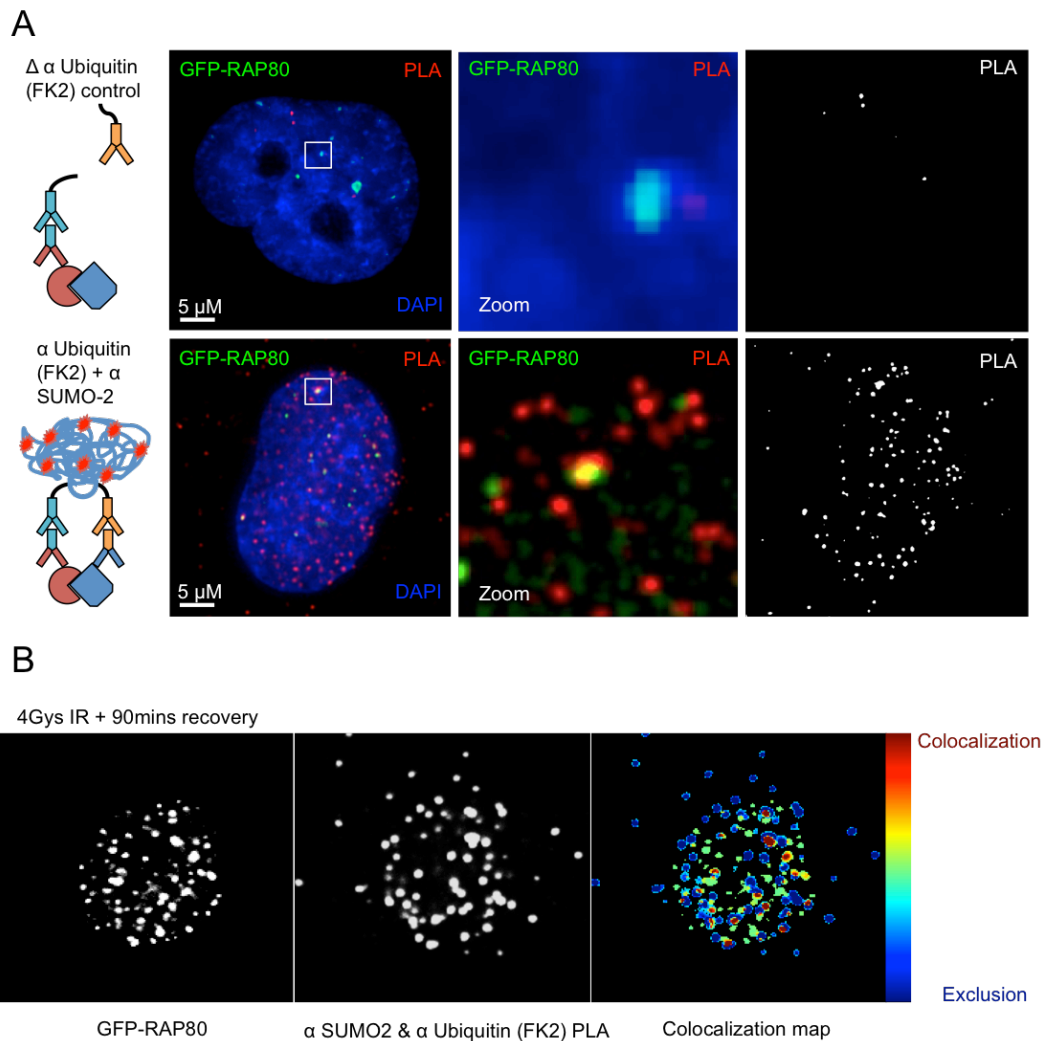 A
Δ α Ubiquitin
(FK2) control
GFP-RAP80 PLA
5 µM
DAPI
GFP-RAP80 PLA
Zoom
PLA
α Ubiquitin
(FK2) + α
SUMO-2
GFP-RAP80 PLA
5 µM
DAPI
GFP-RAP80 PLA
Zoom
PLA
B
4Gys IR + 90mins recovery
Colocalization
Exclusion
GFP-RAP80
α SUMO2 & α Ubiquitin (FK2) PLA
Colocalization map